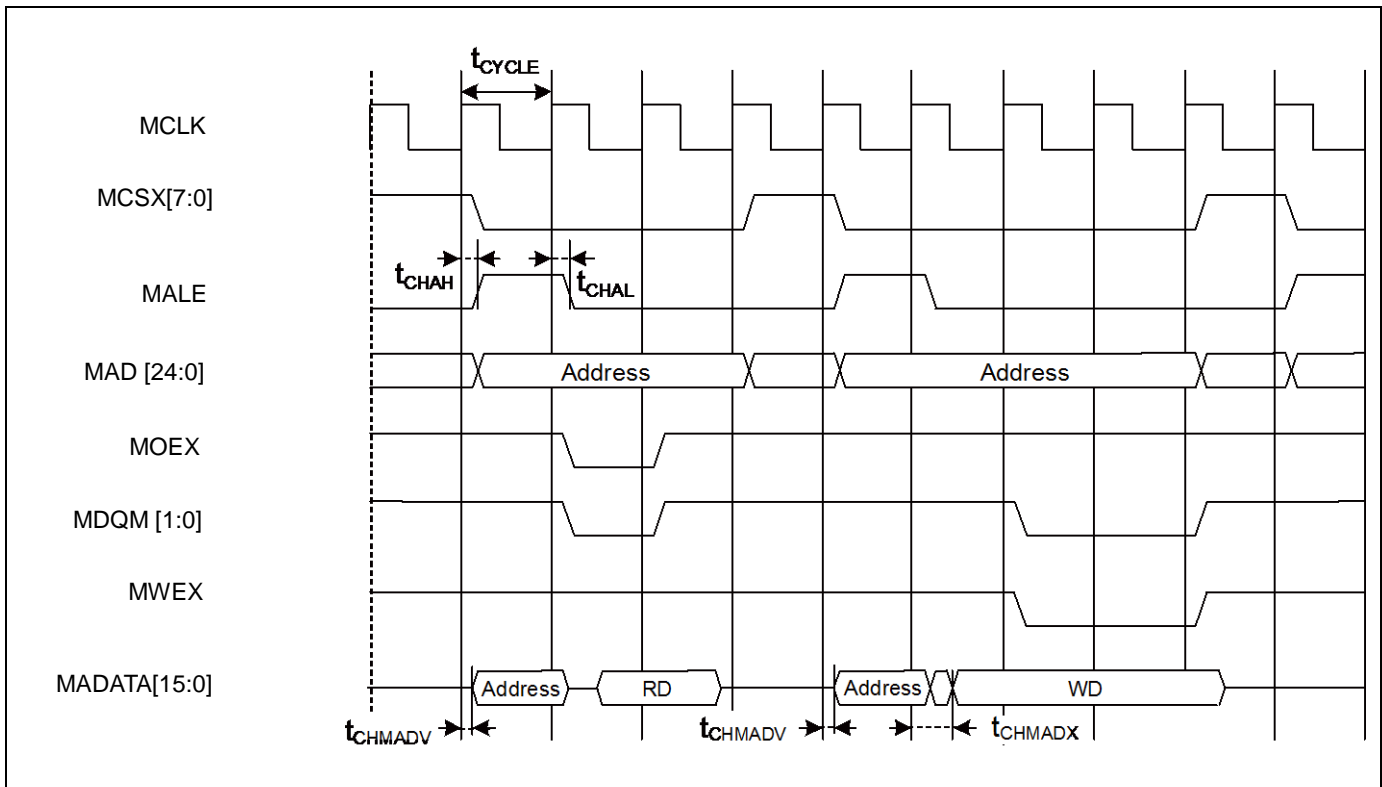 tCYCLE
MCLK
MCSX[7:0]
tCHAH
tCHAL
MALE
MAD [24:0]
Address
Address
MOEX
MDQM [1:0]
MWEX
MADATA[15:0]
Address
RD
Address
WD
tCHMADV
tCHMADV
tCHMADX